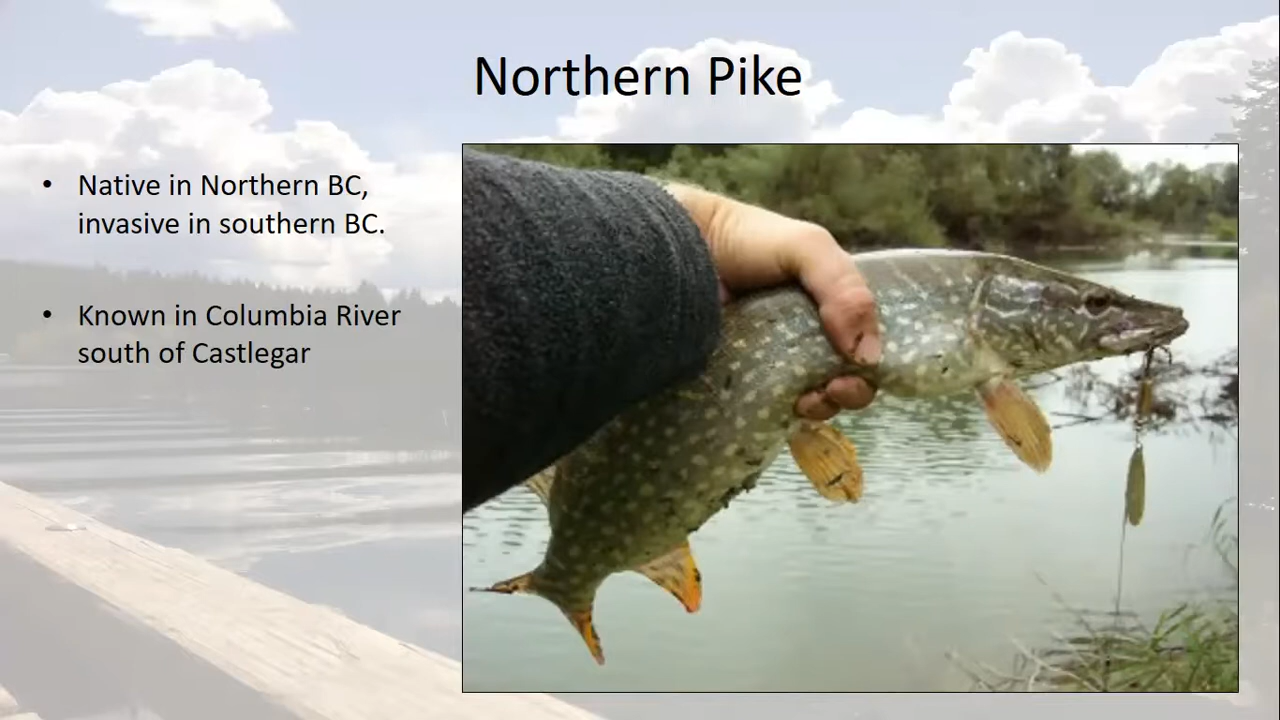 Northern Pike
• Native in Northern BC,
invasive in southern BC.
• Known in Columbia River
south of Castlegar